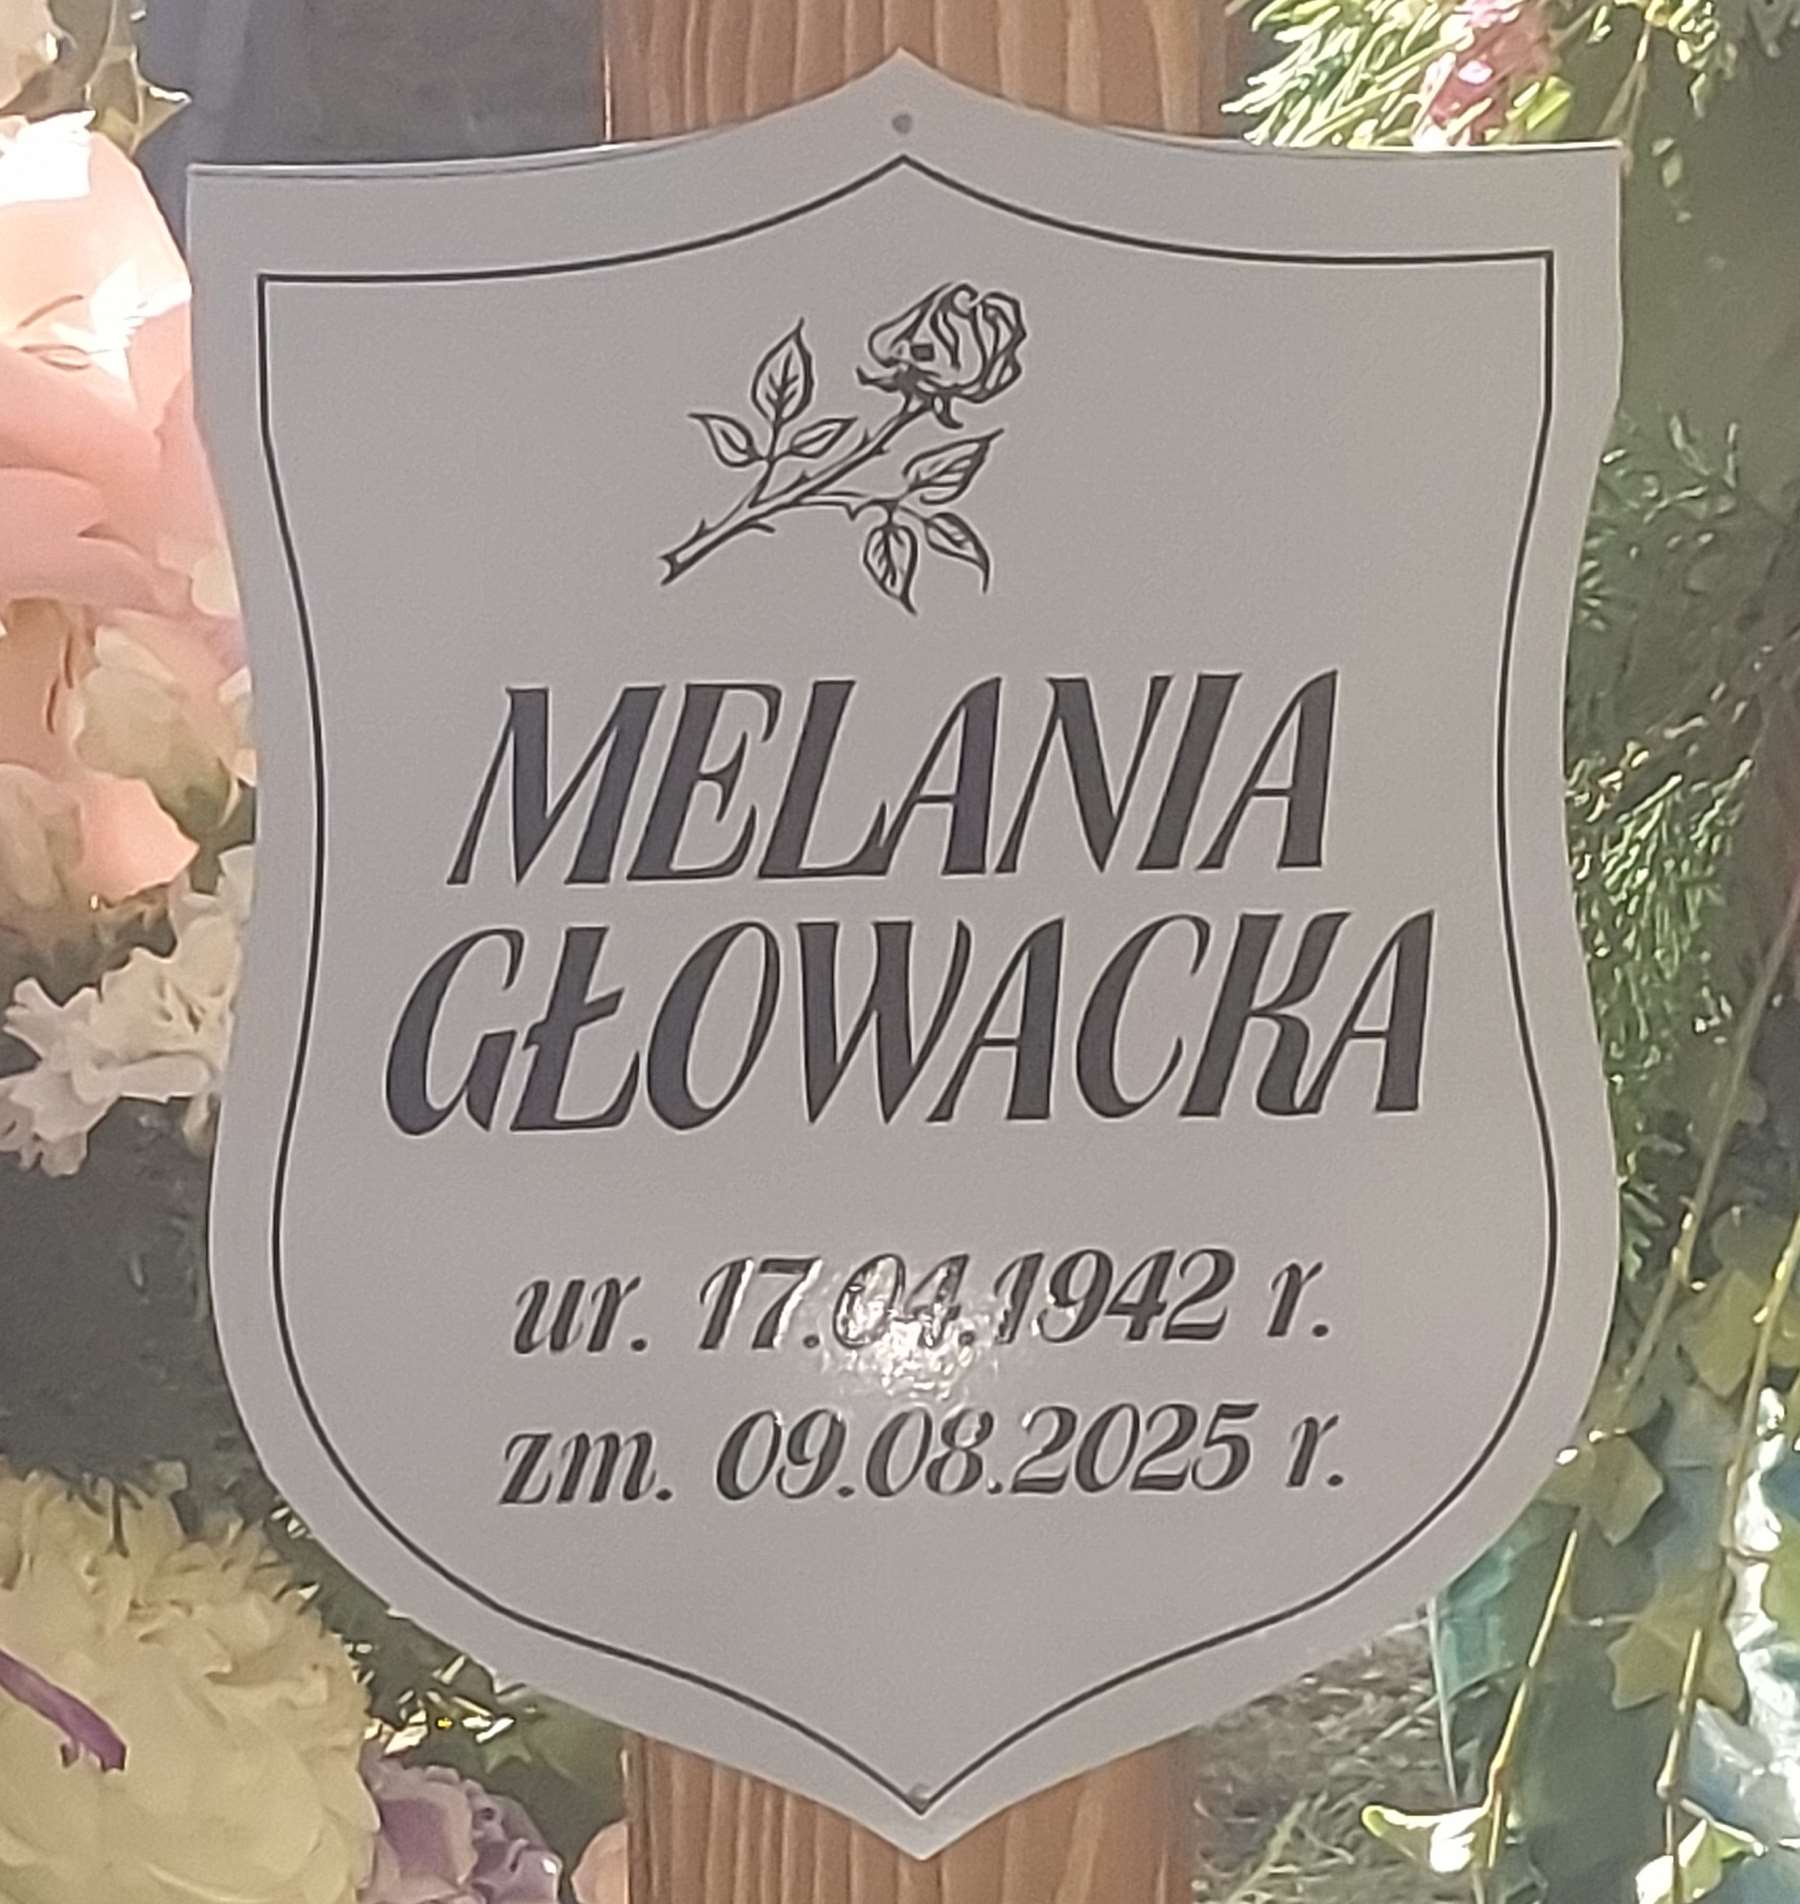 MELANIA
GŁOWACKA
ur. 17.04.1942 r.
zm. 09.08.2025 r.